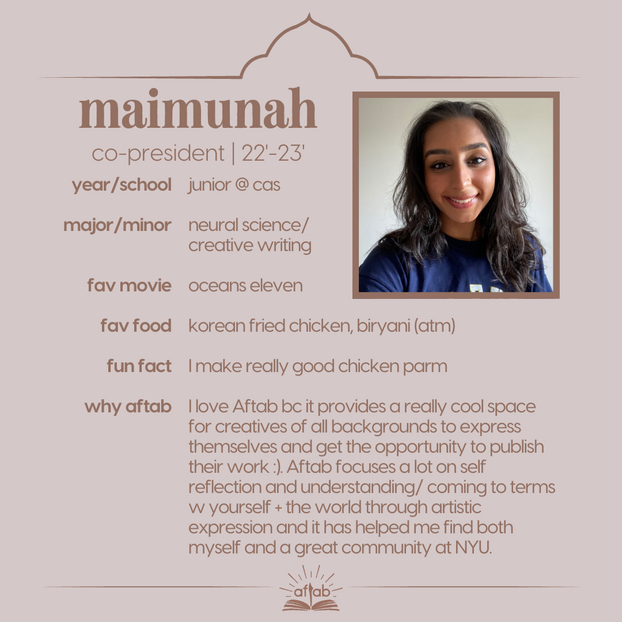 maimunah
co-president | 22'-23'
year/school junior @ cas
major/minor neural science/
creative writing
fav movie oceans eleven
fav food korean fried chicken, biryani (atm)
fun fact I make really good chicken parm
why aftab I love Aftab bc it provides a really cool space
for creatives of all backgrounds to express
themselves and get the opportunity to publish
their work :). Aftab focuses a lot on self
reflection and understanding/ coming to terms
w yourself + the world through artistic
expression and it has helped me find both
myself and a great community at NYU.
aftab